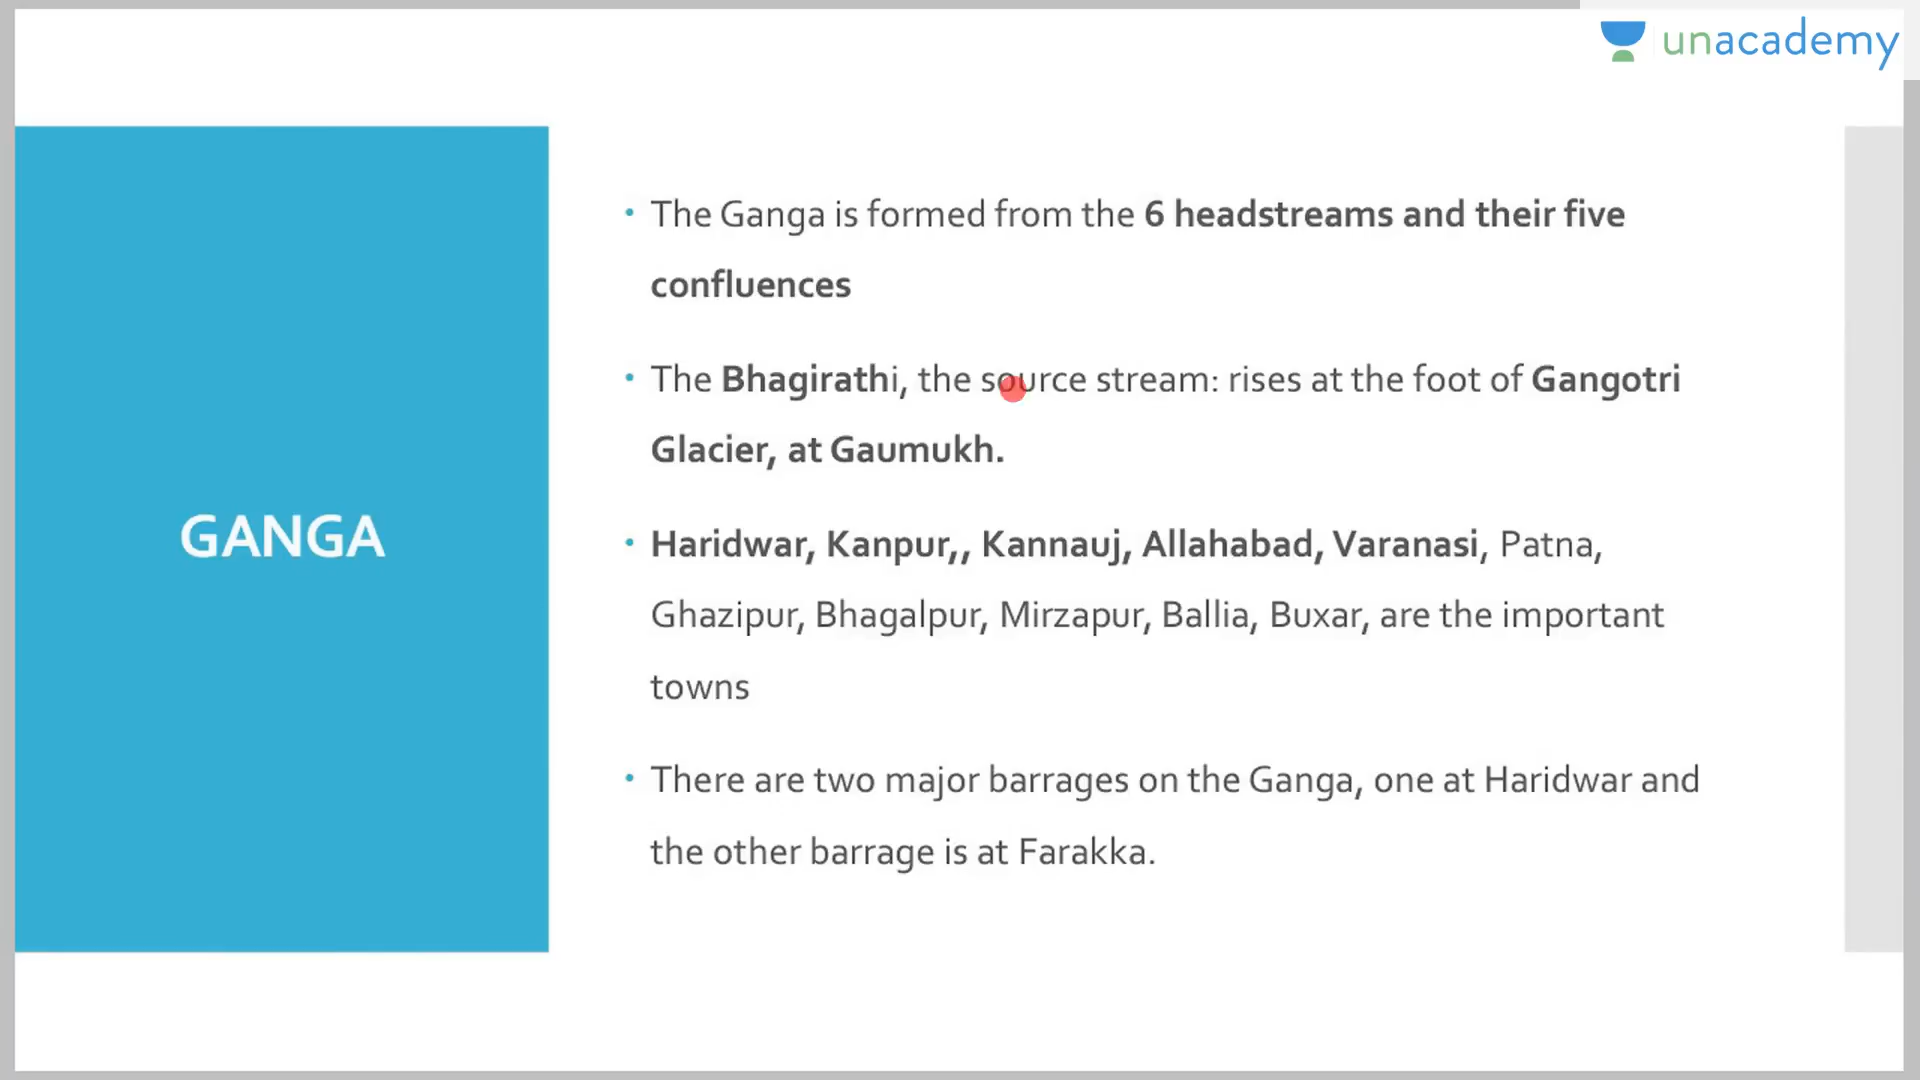 unacademy
GANGA
• The Ganga is formed from the 6 headstreams and their five
confluences
• The Bhagirathi, the source stream: rises at the foot of Gangotri
Glacier, at Gaumukh.
• Haridwar, Kanpur,, Kannauj, Allahabad, Varanasi, Patna,
Ghazipur, Bhagalpur, Mirzapur, Ballia, Buxar, are the important
towns
• There are two major barrages on the Ganga, one at Haridwar and
the other barrage is at Farakka.